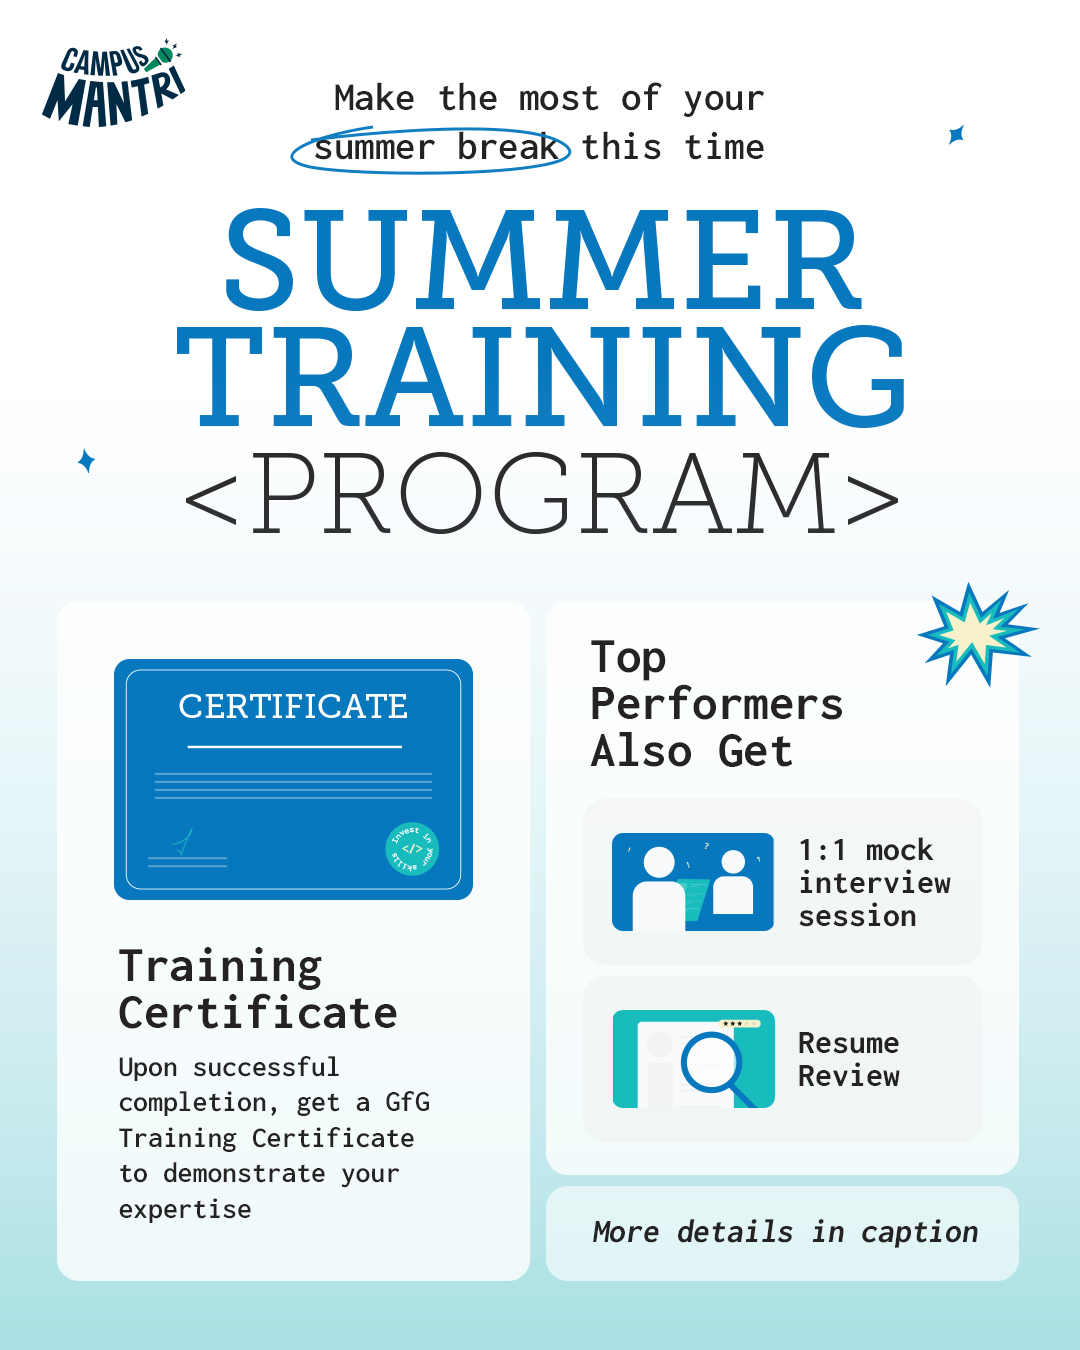 CAMPUS
MANTRI
Make the most of your
summer break this time
SUMMER
TRAINING
<PROGRAM>
CERTIFICATE
invest in your skills
</>
Training
Certificate
Upon successful
completion, get a GfG
Training Certificate
to demonstrate your
expertise
Top
Performers
Also Get
1:1 mock
interview
session
Resume
Review
More details in caption